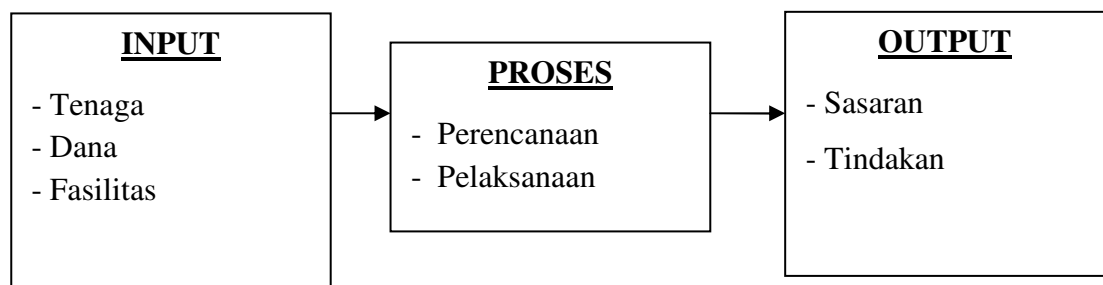 INPUT
- Tenaga
- Dana
- Fasilitas
PROSES
- Perencanaan
- Pelaksanaan
OUTPUT
- Sasaran
- Tindakan